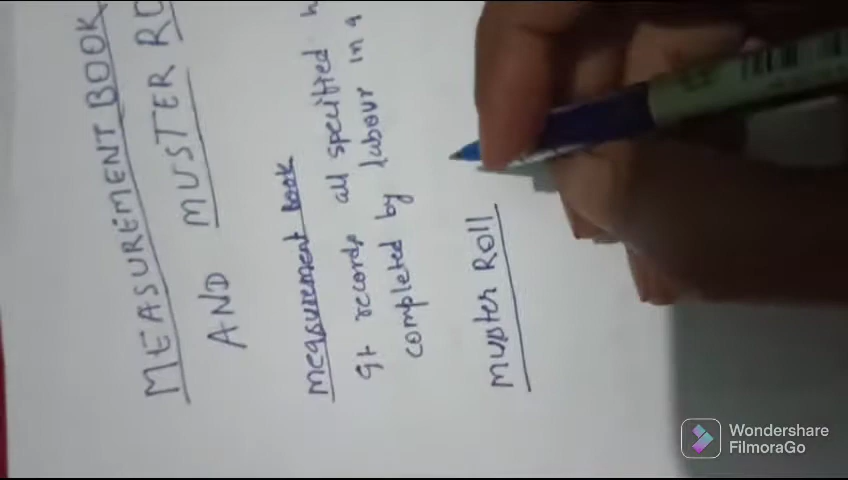 MEASUREMENT BOOK
AND MUSTER RO
measurement Book
It records all specified
completed by labour in a
Muster Roll
Wondershare
FilmoraGo